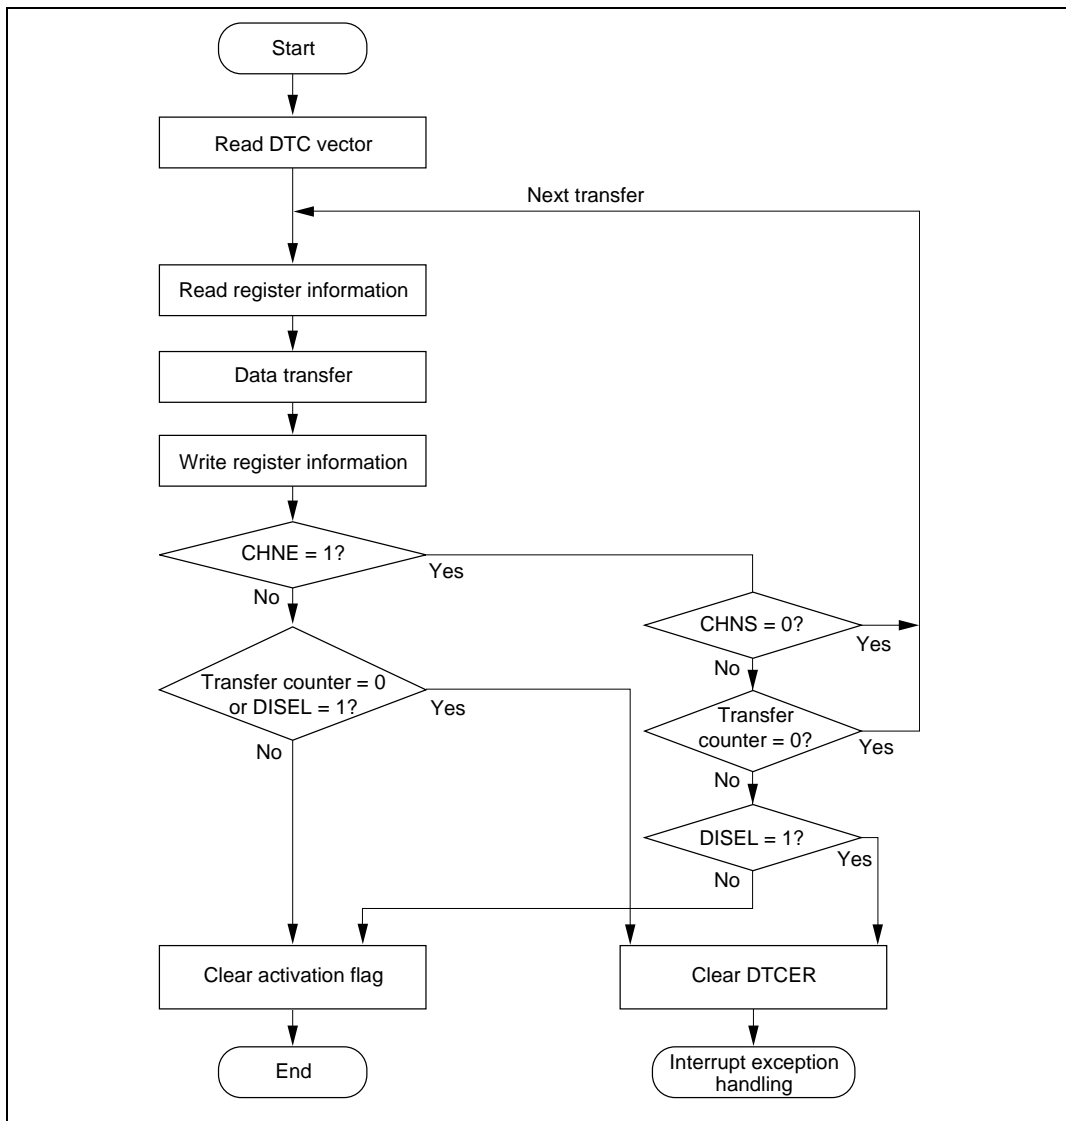 Start
Read DTC vector
Next transfer
Read register information
Data transfer
Write register information
CHNE = 1?
Yes
No
CHNS = 0?
Yes
No
Transfer counter = 0
or DISEL = 1?
Yes
No
Transfer
counter = 0?
Yes
No
DISEL = 1?
Yes
No
Clear activation flag
Clear DTCER
End
Interrupt exception
handling